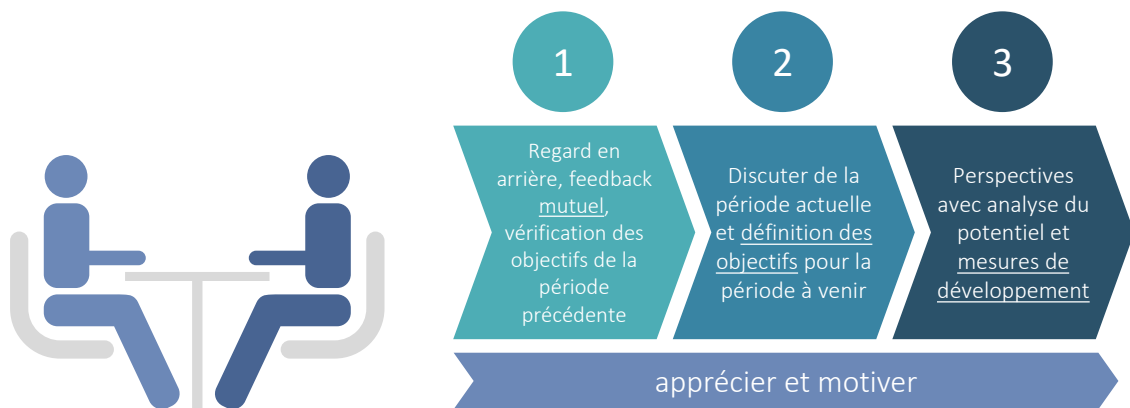 1
Regard en
arrière, feedback
mutuel,
vérification des
objectifs de la
période
précédente
2
Discuter de la
période actuelle
et définition des
objectifs pour la
période à venir
3
Perspectives
avec analyse du
potentiel et
mesures de
développement
apprécier et motiver